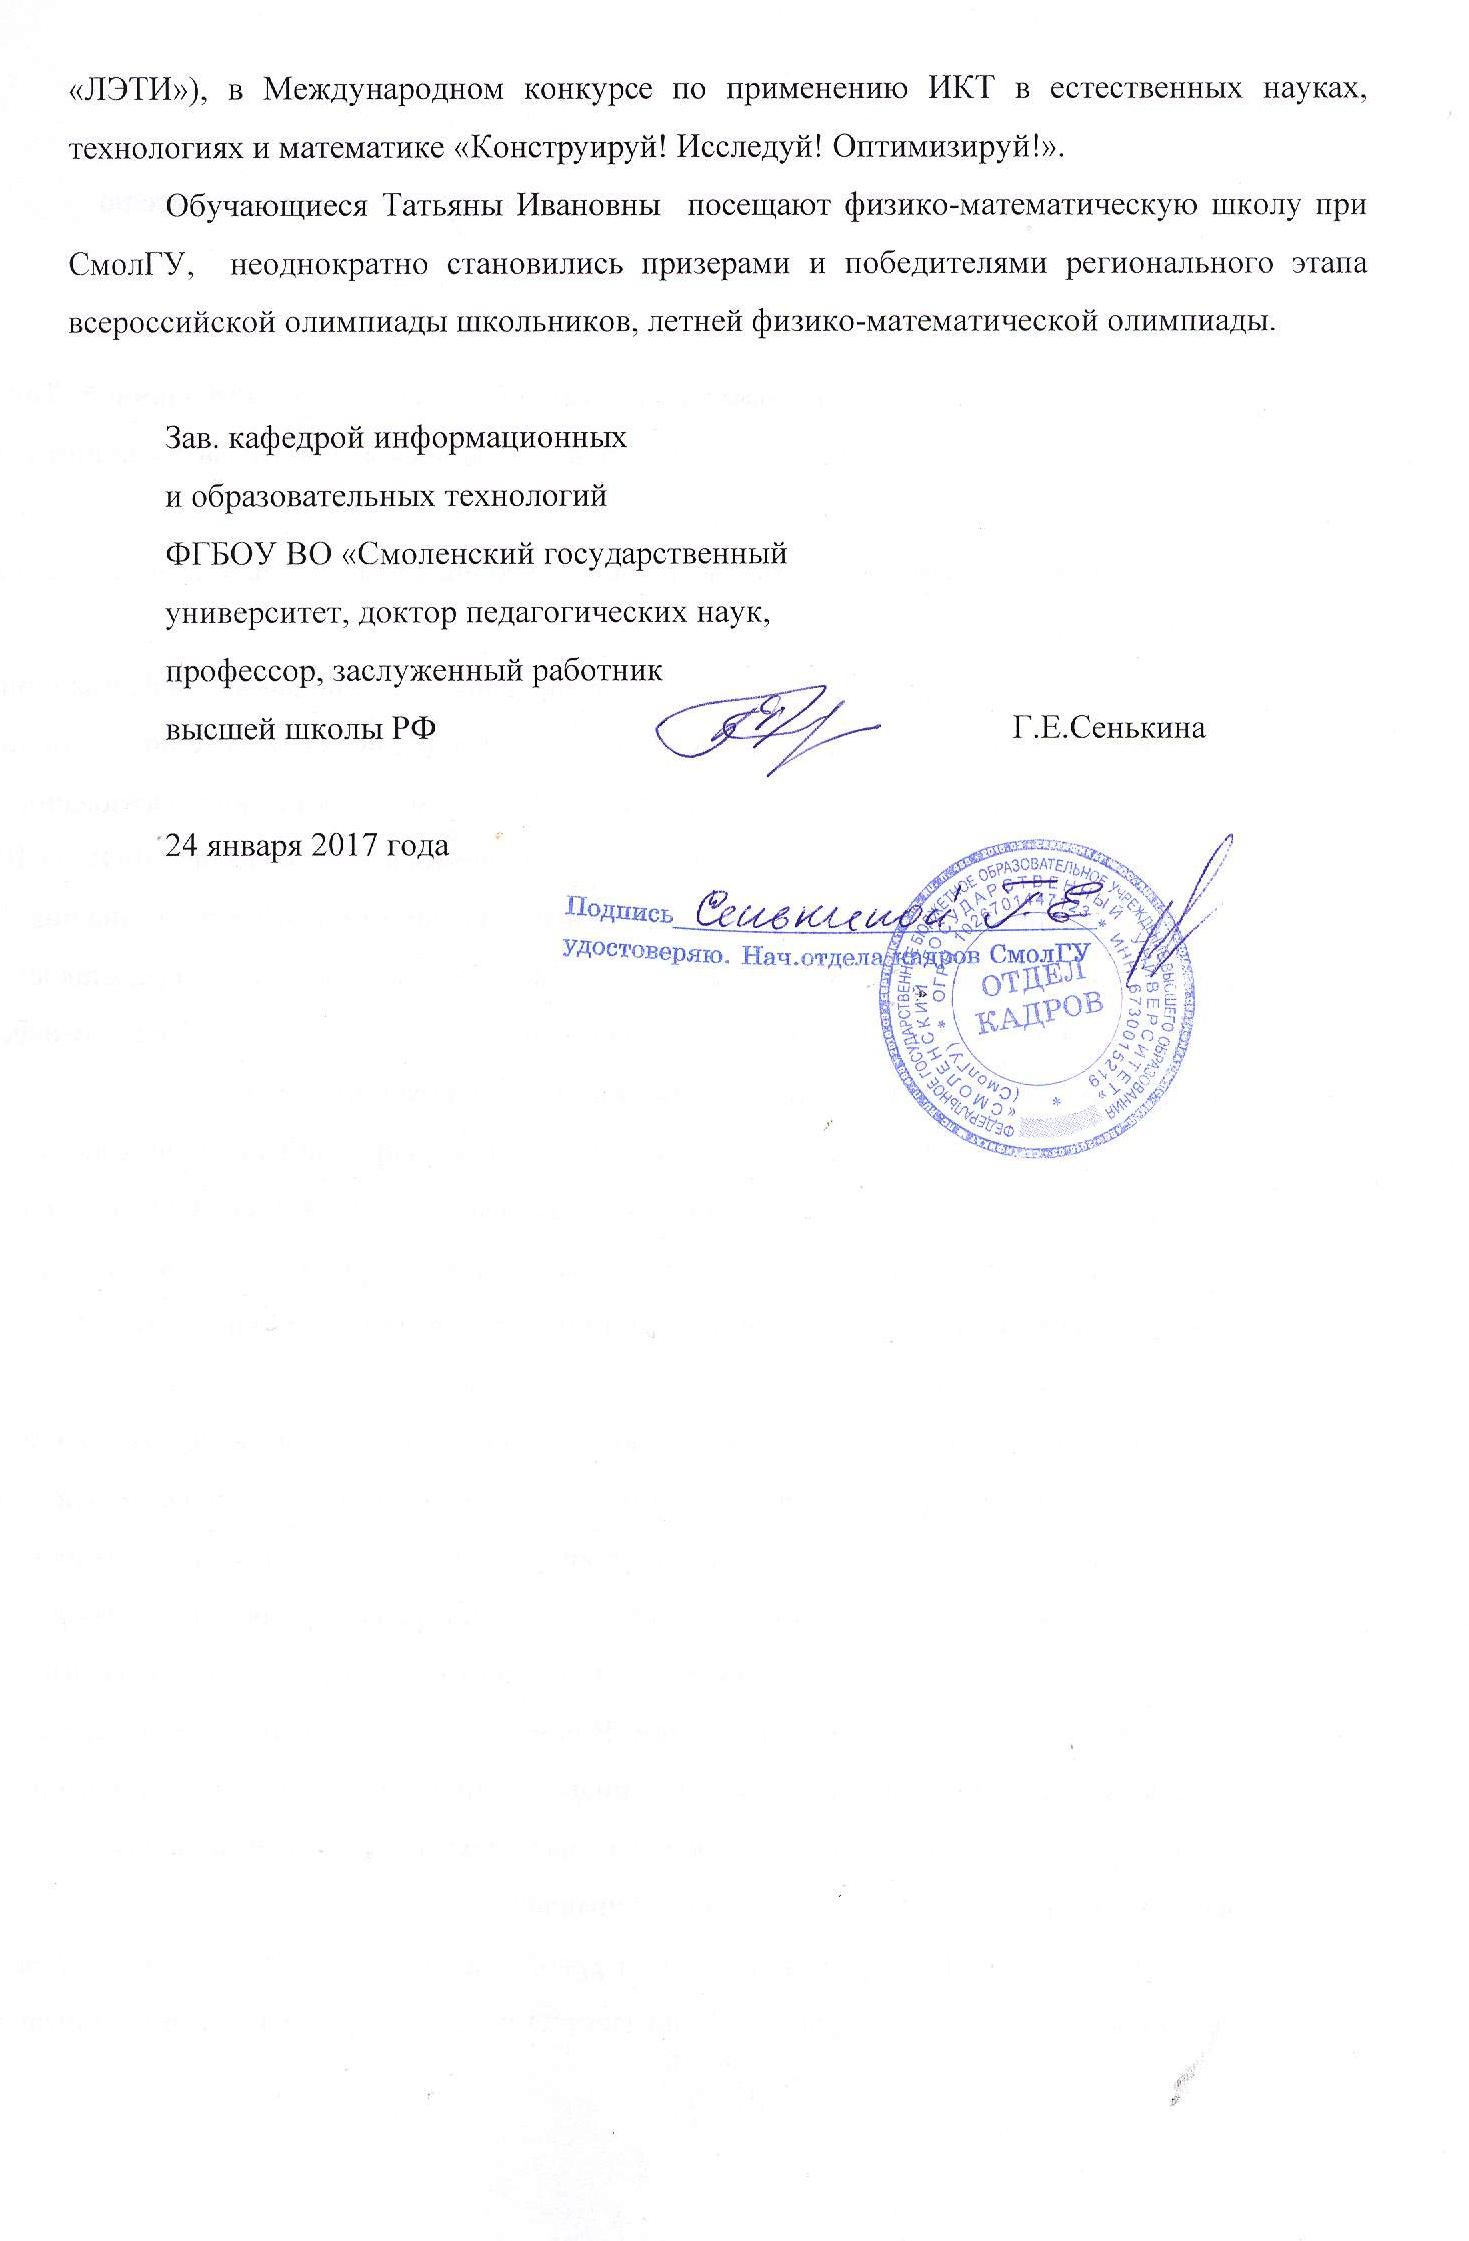 «ЛЭТИ»), в Международном конкурсе по применению ИКТ в естественных науках,
технологиях и математике «Конструируй! Исследуй! Оптимизируй!».
Обучающиеся Татьяны Ивановны посещают физико-математическую школу при
СмолГУ, неоднократно становились призерами и победителями регионального этапа
всероссийской олимпиады школьников, летней физико-математической олимпиады.
Зав. кафедрой информационных
и образовательных технологий
ФГБОУ ВО «Смоленский государственный
университет, доктор педагогических наук,
профессор, заслуженный работник
высшей школы РФ Г.Е.Сенькина
24 января 2017 года
Подпись Сенькиной Г.Е.
удостоверяю. Нач.отдела кадров СмолГУ
ФЕДЕРАЛЬНОЕ ГОСУДАРСТВЕННОЕ БЮДЖЕТНОЕ ОБРАЗОВАТЕЛЬНОЕ УЧРЕЖДЕНИЕ ВЫСШЕГО ОБРАЗОВАНИЯ
«СМОЛЕНСКИЙ ГОСУДАРСТВЕННЫЙ УНИВЕРСИТЕТ»
(СмолГУ) * ОГРН * ИНН 6730015219 *
ОТДЕЛ
КАДРОВ